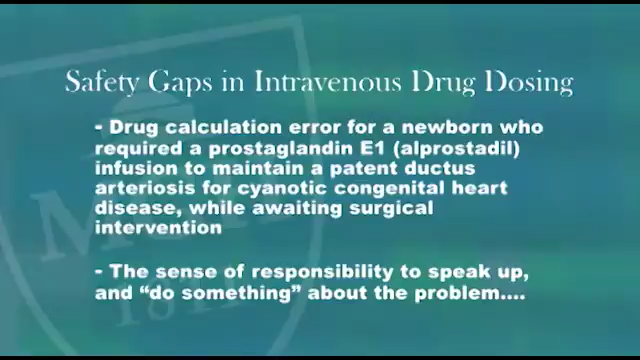 Safety Gaps in Intravenous Drug Dosing
- Drug calculation error for a newborn who
required a prostaglandin E1 (alprostadil)
infusion to maintain a patent ductus
arteriosis for cyanotic congenital heart
disease, while awaiting surgical
intervention
- The sense of responsibility to speak up,
and “do something” about the problem....